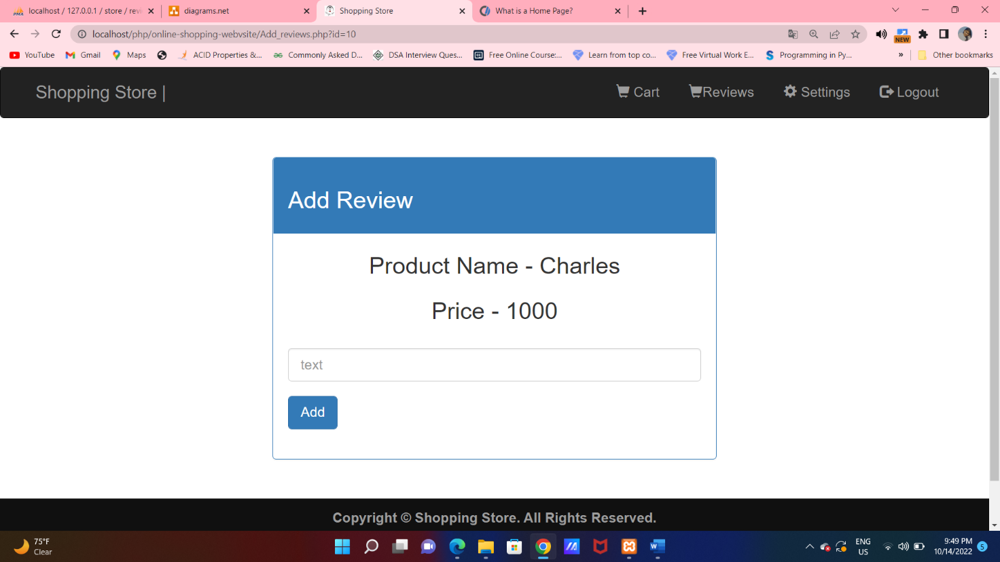 localhost / 127.0.0.1 / store / revi
diagrams.net
Shopping Store
What is a Home Page?
localhost/php/online-shopping-webvsite/Add_reviews.php?id=10
NEW
YouTube
Gmail
Maps
ACID Properties &...
Commonly Asked D...
DSA Interview Ques...
Free Online Course:...
Learn from top co...
Free Virtual Work E...
Programming in Py...
»
Other bookmarks
Shopping Store |
Cart
Reviews
Settings
Logout
Add Review
Product Name - Charles
Price - 1000
text
Add
Copyright © Shopping Store. All Rights Reserved.
75°F
Clear
ENG
US
9:49 PM
10/14/2022
5